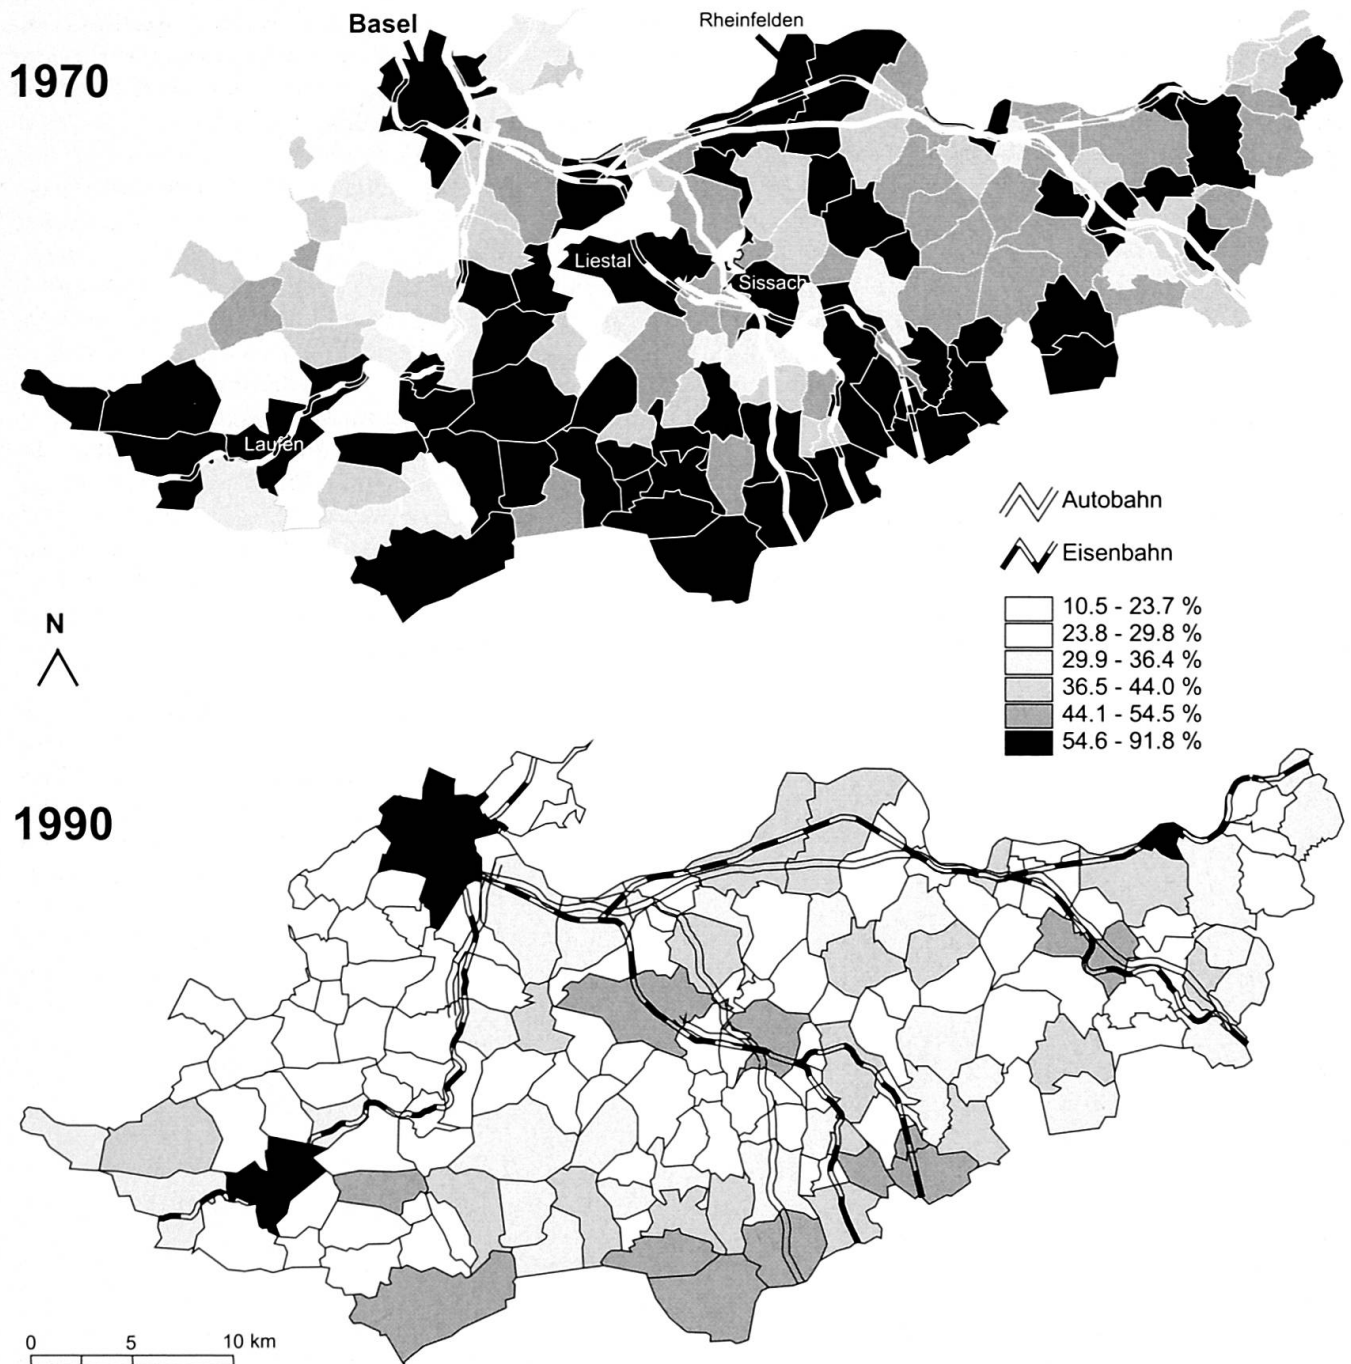 Basel
Rheinfelden
1970
Liestal
Sissach
Laufen
Autobahn
Eisenbahn
N
10.5 - 23.7 %
23.8 - 29.8 %
29.9 - 36.4 %
36.5 - 44.0 %
44.1 - 54.5 %
54.6 - 91.8 %
1990
0 5 10 km